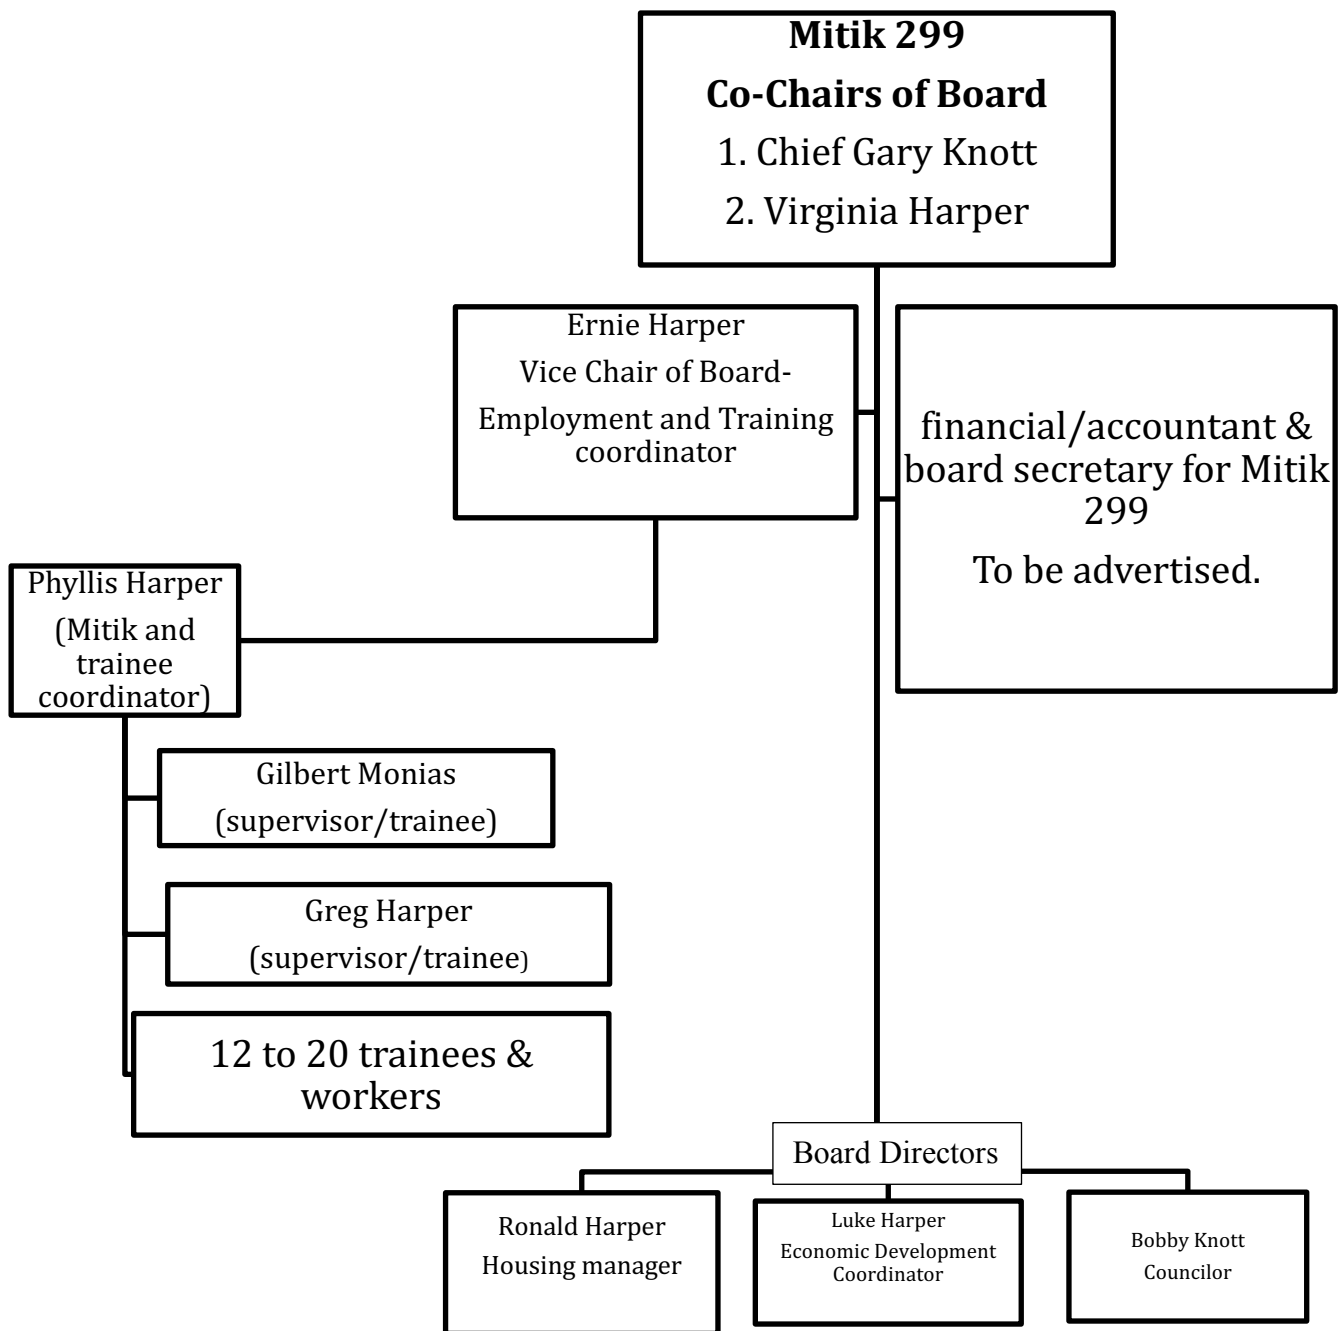 Mitik 299
Co-Chairs of Board
1. Chief Gary Knott
2. Virginia Harper
Ernie Harper
Vice Chair of Board-
Employment and Training
coordinator
financial/accountant &
board secretary for Mitik
299
To be advertised.
Phyllis Harper
(Mitik and
trainee
coordinator)
Gilbert Monias
(supervisor/trainee)
Greg Harper
(supervisor/trainee)
12 to 20 trainees &
workers
Board Directors
Ronald Harper
Housing manager
Luke Harper
Economic Development
Coordinator
Bobby Knott
Councilor